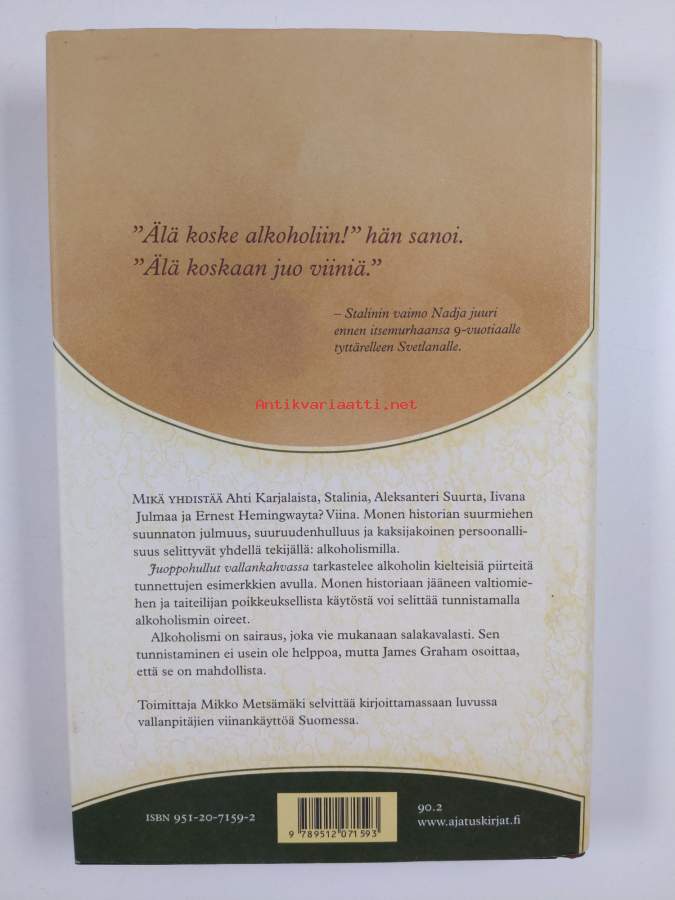 ”Älä koske alkoholiin!” hän sanoi.
”Älä koskaan juo viiniä.”
– Stalinin vaimo Nadja juuri
ennen itsemurhaansa 9-vuotiaalle
tyttärelleen Svetlanalle.
Antikvariaatti.net
MIKÄ YHDISTÄÄ Ahti Karjalaista, Stalinia, Aleksanteri Suurta, Iivana
Julmaa ja Ernest Hemingwayta? Viina. Monen historian suurmiehen
suunnaton julmuus, suuruudenhulluus ja kaksijakoinen persoonalli-
suus selittyvät yhdellä tekijällä: alkoholismilla.
Juoppohullut vallankahvassa tarkastelee alkoholin kielteisiä piirteitä
tunnettujen esimerkkien avulla. Monen historiaan jääneen valtiomie-
hen ja taiteilijan poikkeuksellista käytöstä voi selittää tunnistamalla
alkoholismin oireet.
Alkoholismi on sairaus, joka vie mukanaan salakavalasti. Sen
tunnistaminen ei usein ole helppoa, mutta James Graham osoittaa,
että se on mahdollista.
Toimittaja Mikko Metsämäki selvittää kirjoittamassaan luvussa
vallanpitäjien viinankäyttöä Suomessa.
ISBN 951-20-7159-2
9 789512 071593
90.2
www.ajatuskirjat.fi